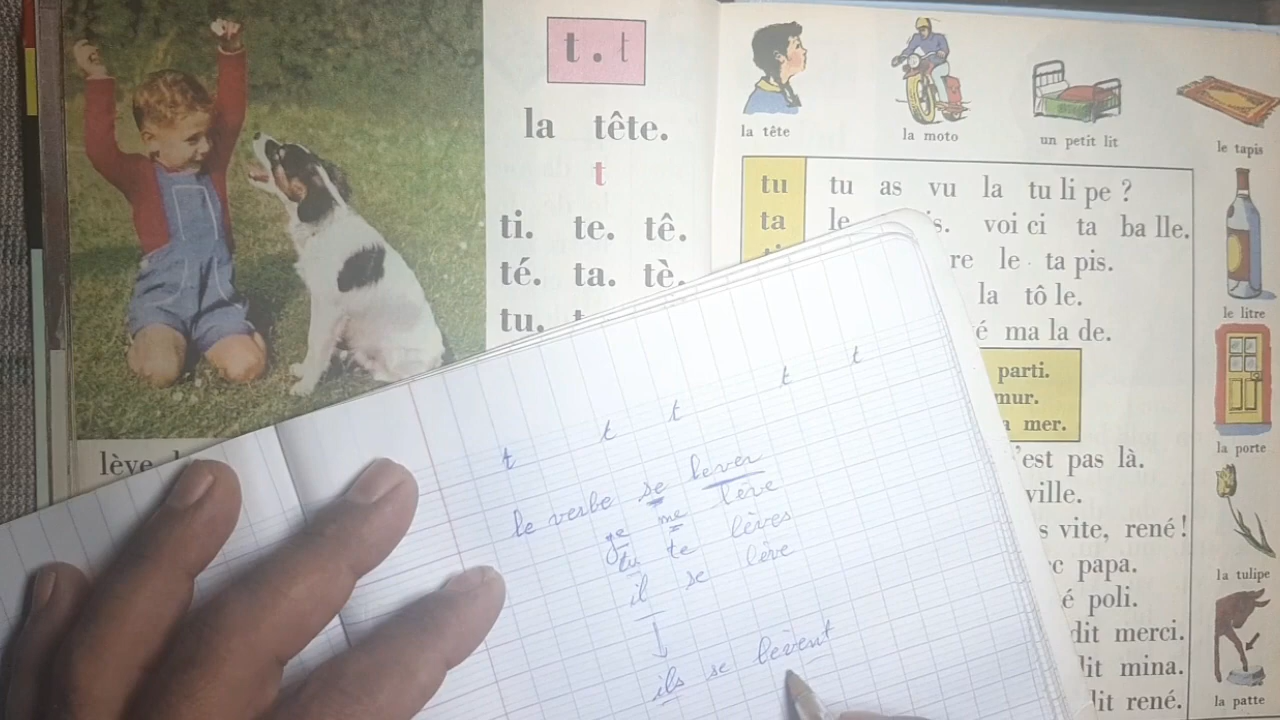 t . t
la tête.
t
ti. te. tê.
té. ta. tè.
tu.
lève
la tête
la moto
un petit lit
le tapis
tu tu as vu la tu li pe ?
ta voi ci ta ba lle.
re le ta pis.
la tô le.
é ma la de.
parti.
mur.
mer.
est pas là.
ville.
s vite, rené !
c papa.
é poli.
dit merci.
dit mina.
dit rené.
le litre
la porte
la tulipe
la patte
t t t t t
le verbe se lever
je me lève
tu te lèves
il se lève
ils se lèvent